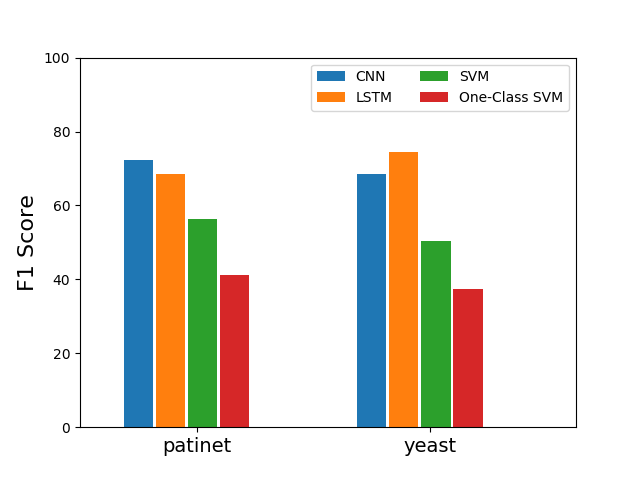 100
80
60
40
20
0
F1 Score
CNN
LSTM
SVM
One-Class SVM
patinet
yeast